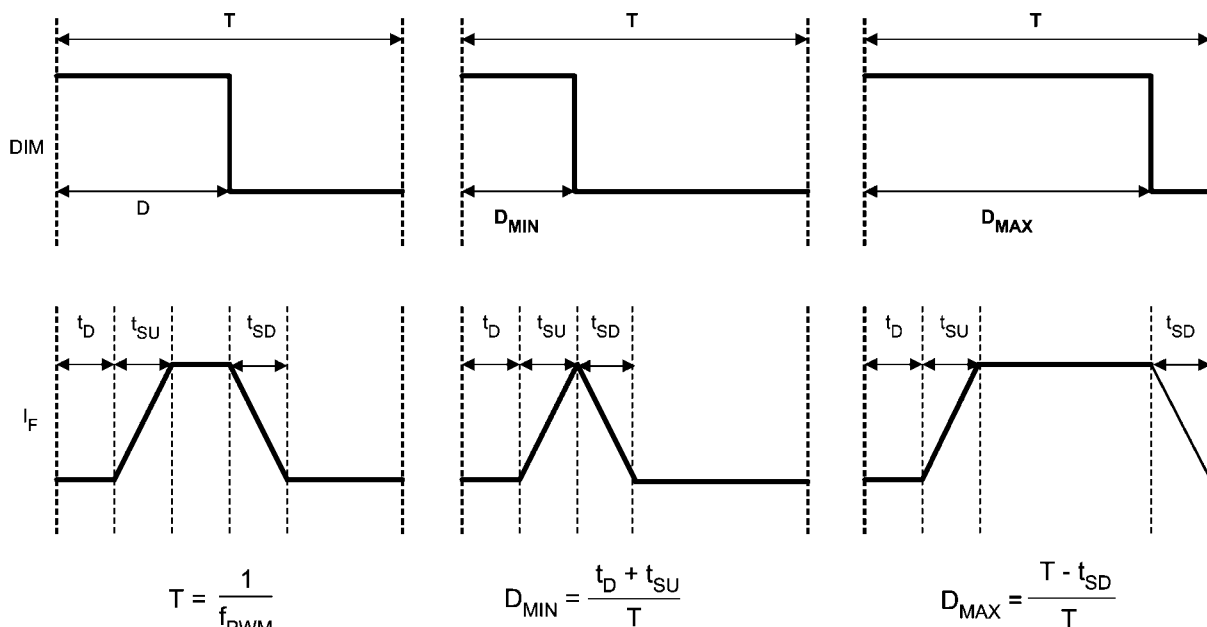 T T T
DIM
D D_MIN D_MAX
t_D t_SU t_SD t_D t_SU t_SD t_D t_SU t_SD
I_F
T = 1 / f_PWM D_MIN = t_D + t_SU / T D_MAX = T - t_SD / T